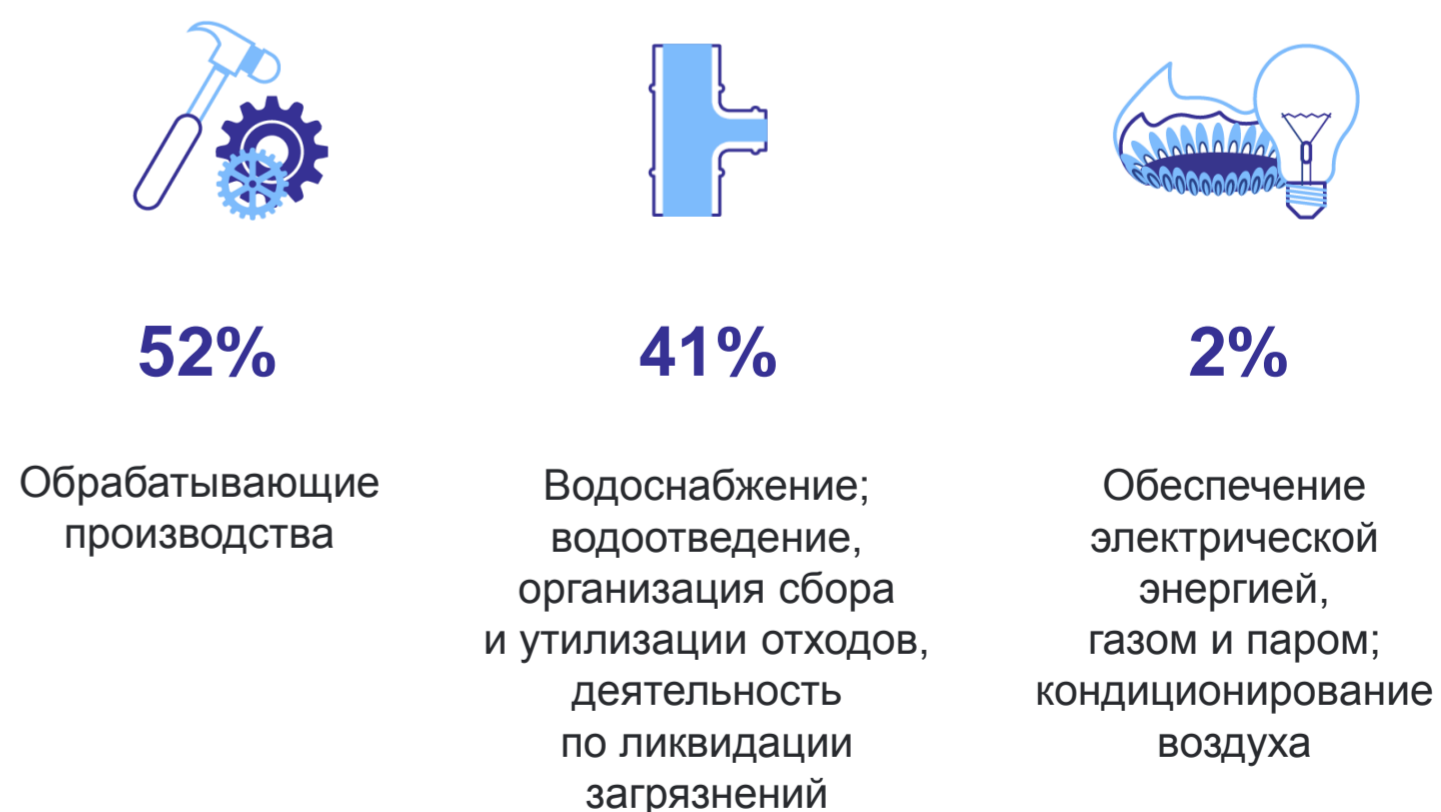 52%
Обрабатывающие
производства
41%
Водоснабжение;
водоотведение,
организация сбора
и утилизации отходов,
деятельность
по ликвидации
загрязнений
2%
Обеспечение
электрической
энергией,
газом и паром;
кондиционирование
воздуха